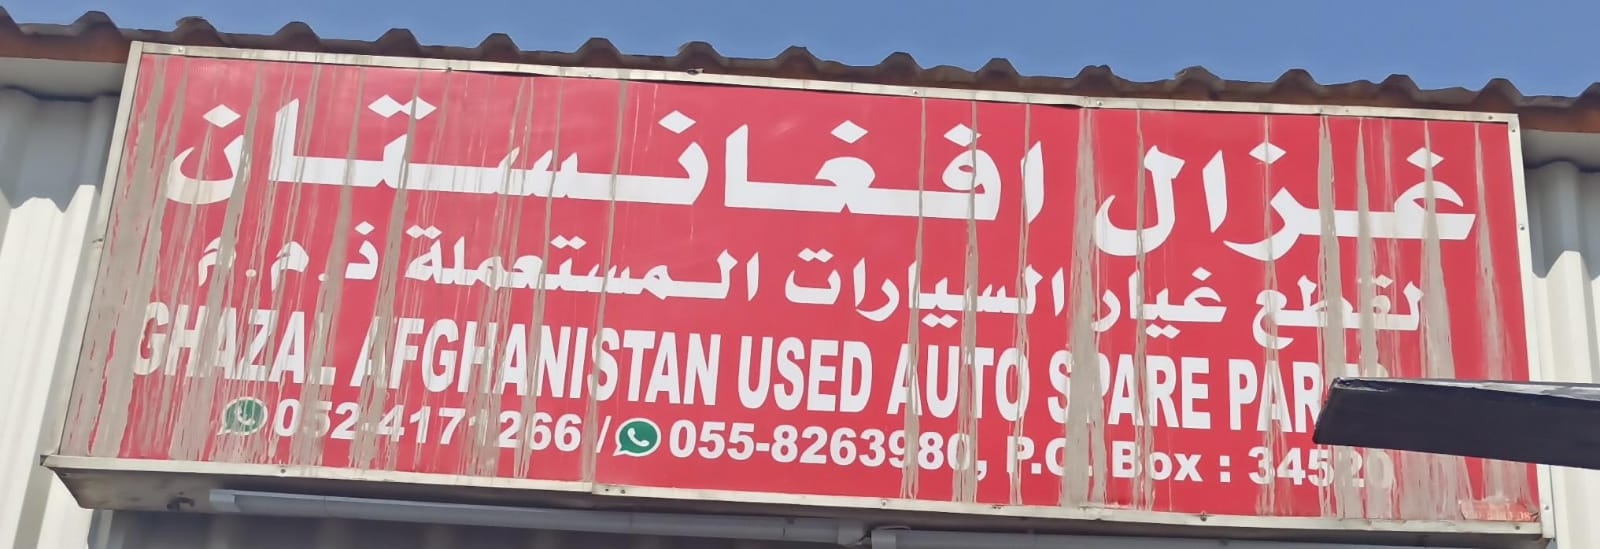 غزال افغانستان
لقطع غيار السيارات المستعملة ذ.م.م
GHAZAL AFGHANISTAN USED AUTO SPARE PARTS
052-4171266 / 055-8263980, P.O. Box : 34520